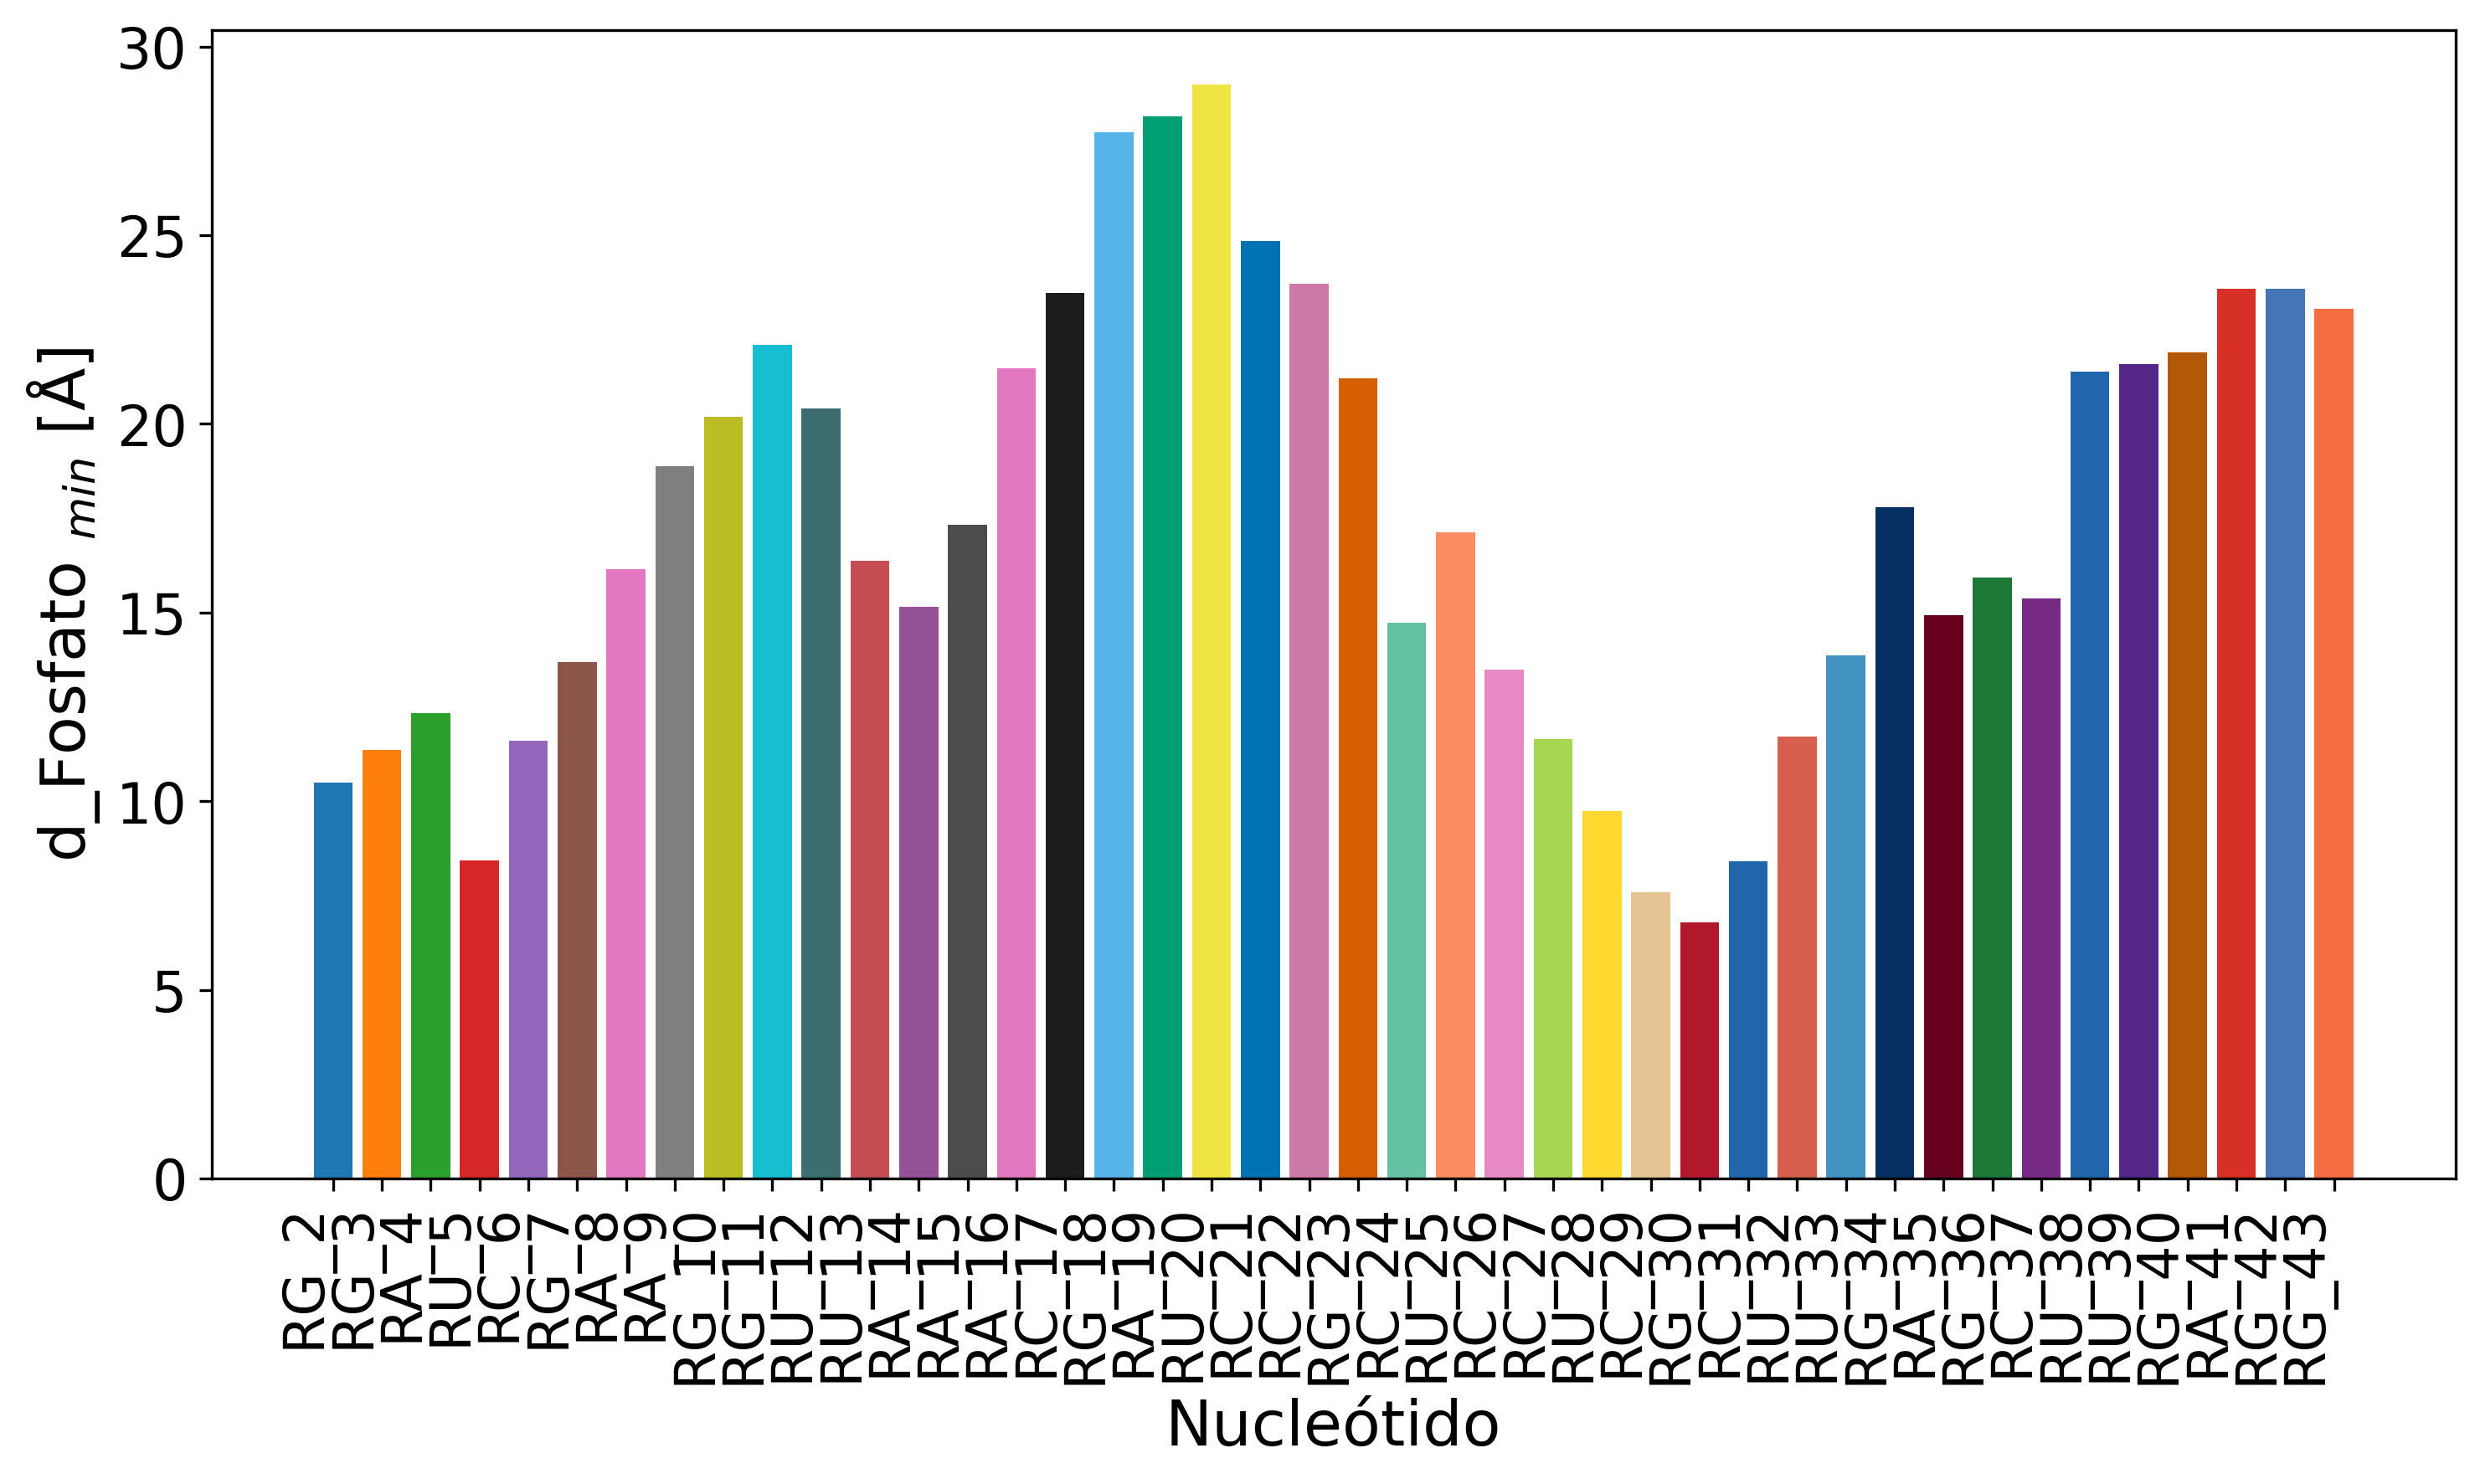 30
25
20
15
10
5
0
d_Fosfato min [Å]
RG_2
RG_3
RA_4
RU_5
RC_6
RG_7
RA_8
RA_9
RG_10
RG_11
RU_12
RU_13
RA_14
RA_15
RA_16
RC_17
RG_18
RA_19
RU_20
RC_21
RC_22
RG_23
RC_24
RU_25
RC_26
RC_27
RU_28
RC_29
RG_30
RC_31
RU_32
RU_33
RG_34
RA_35
RG_36
RC_37
RU_38
RU_39
RG_40
RA_41
RG_42
RG_43
Nucleótido